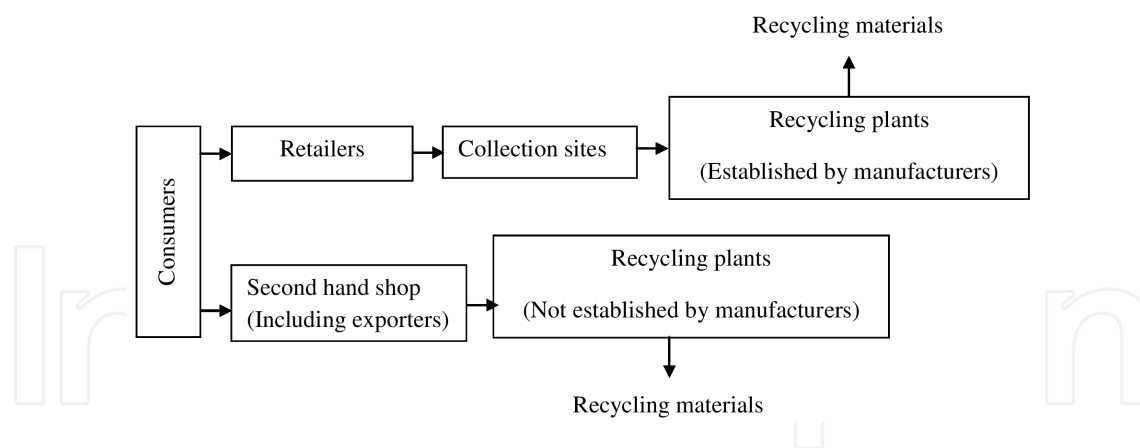 Recycling materials
Recycling plants
(Established by manufacturers)
Retailers
Collection sites
Consumers
Second hand shop
(Including exporters)
Recycling plants
(Not established by manufacturers)
Recycling materials